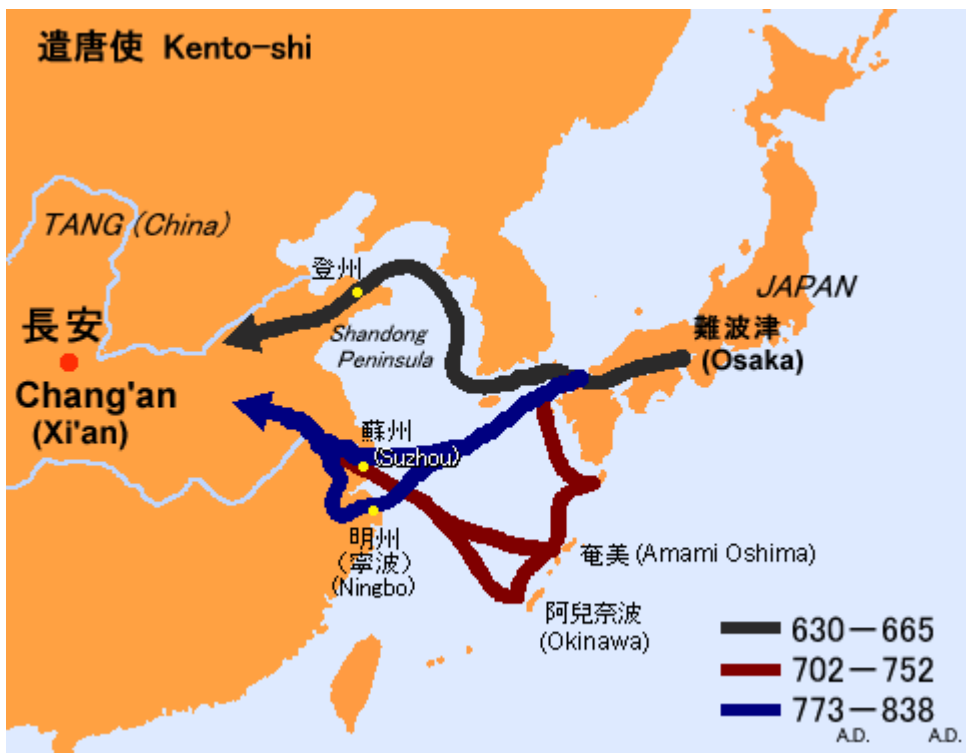 遣唐使 Kento-shi
TANG (China)
登州
JAPAN
長安
Shandong
Peninsula
難波津
(Osaka)
Chang'an
(Xi'an)
蘇州
(Suzhou)
明州
(寧波)
(Ningbo)
奄美 (Amami Oshima)
阿兒奈波
(Okinawa)
630－665
702－752
773－838
A.D. A.D.